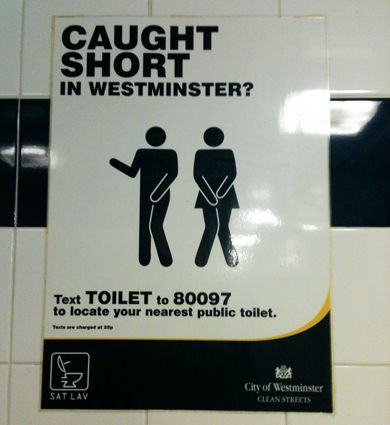 CAUGHT
SHORT
IN WESTMINSTER?
Text TOILET to 80097
to locate your nearest public toilet.
Texts are charged at 25p
SAT LAV
City of Westminster
CLEAN STREETS